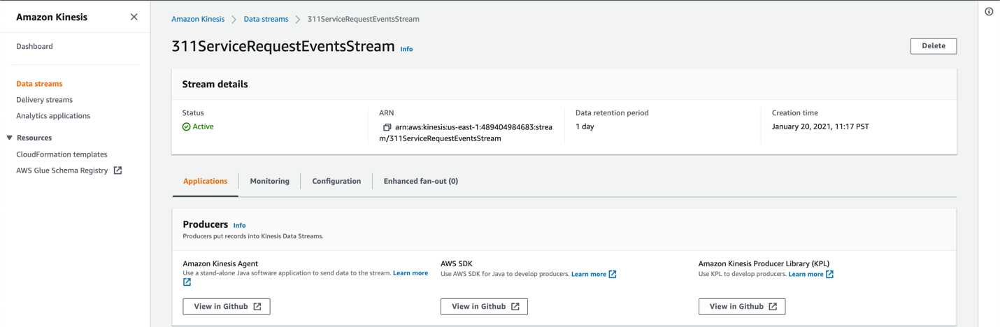 Amazon Kinesis
Dashboard
Data streams
Delivery streams
Analytics applications
Resources
CloudFormation templates
AWS Glue Schema Registry
Amazon Kinesis > Data streams > 311ServiceRequestEventsStream
311ServiceRequestEventsStream Info
Delete
Stream details
Status
Active
ARN
arn:aws:kinesis:us-east-1:489404984683:strea
m/311ServiceRequestEventsStream
Data retention period
1 day
Creation time
January 20, 2021, 11:17 PST
Applications
Monitoring
Configuration
Enhanced fan-out (0)
Producers Info
Producers put records into Kinesis Data Streams.
Amazon Kinesis Agent
Use a stand-alone Java software application to send data to the stream. Learn more
View in Github
AWS SDK
Use AWS SDK for Java to develop producers. Learn more
View in Github
Amazon Kinesis Producer Library (KPL)
Use KPL to develop producers. Learn more
View in Github